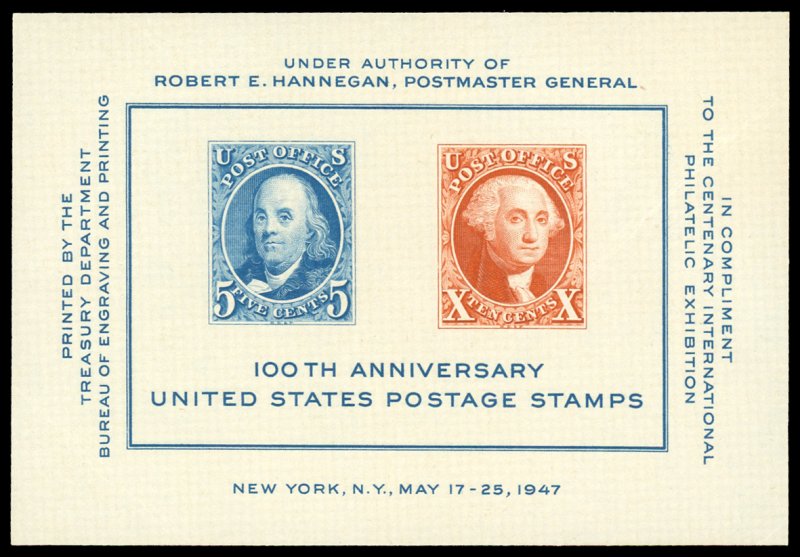 UNDER AUTHORITY OF
ROBERT E. HANNEGAN, POSTMASTER GENERAL
PRINTED BY THE
TREASURY DEPARTMENT
BUREAU OF ENGRAVING AND PRINTING
U S
POST OFFICE
5 5
FIVE CENTS
U S
POST OFFICE
X X
TEN CENTS
100TH ANNIVERSARY
UNITED STATES POSTAGE STAMPS
IN COMPLIMENT
TO THE CENTENARY INTERNATIONAL
PHILATELIC EXHIBITION
NEW YORK, N.Y., MAY 17-25, 1947